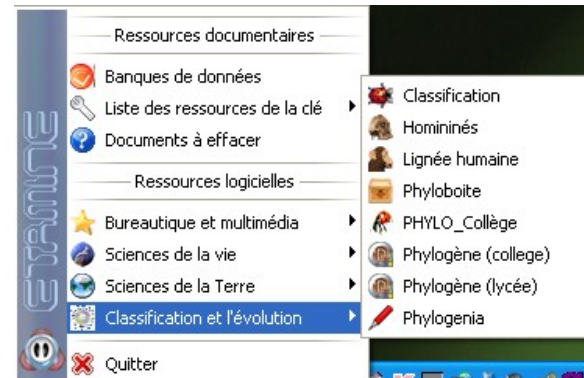 ETAMINE
Ressources documentaires
Banques de données
Liste des ressources de la clé
Documents à effacer
Ressources logicielles
Bureautique et multimédia
Sciences de la vie
Sciences de la Terre
Classification et l'évolution
Quitter
Classification
Homininés
Lignée humaine
Phyloboite
PHYLO_Collège
Phylogène (college)
Phylogène (lycée)
Phylogenia